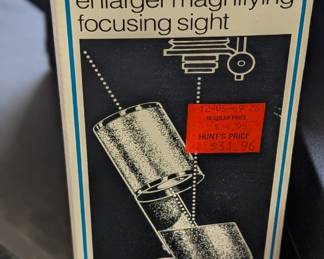 enlarger magnifying
focusing sight
REGULAR PRICE
HUNT'S PRICE
$31.96